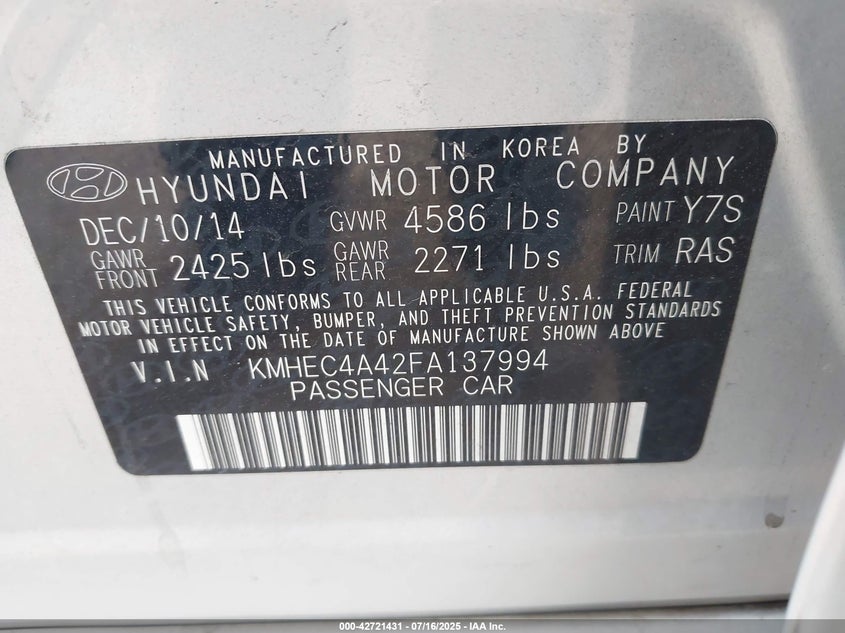 MANUFACTURED IN KOREA BY
HYUNDAI MOTOR COMPANY
DEC/10/14 GVWR 4586 lbs PAINT Y7S
GAWR FRONT 2425 lbs GAWR REAR 2271 lbs TRIM RAS
THIS VEHICLE CONFORMS TO ALL APPLICABLE U.S.A. FEDERAL
MOTOR VEHICLE SAFETY, BUMPER, AND THEFT PREVENTION STANDARDS
IN EFFECT ON THE DATE OF MANUFACTURE SHOWN ABOVE
V.I.N KMHEC4A42FA137994
PASSENGER CAR
000-42721431 - 07/16/2025 - IAA Inc.